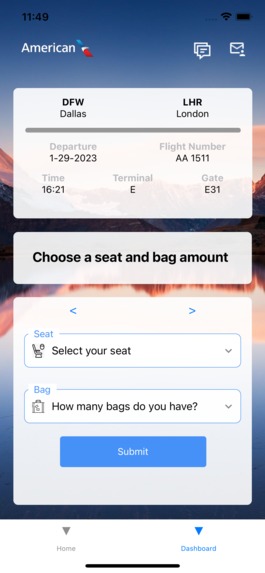 11:49
American
DFW LHR
Dallas London
Departure Flight Number
1-29-2023 AA 1511
Time Terminal Gate
16:21 E E31
Choose a seat and bag amount
< >
Seat
Select your seat
Bag
How many bags do you have?
Submit
Home Dashboard